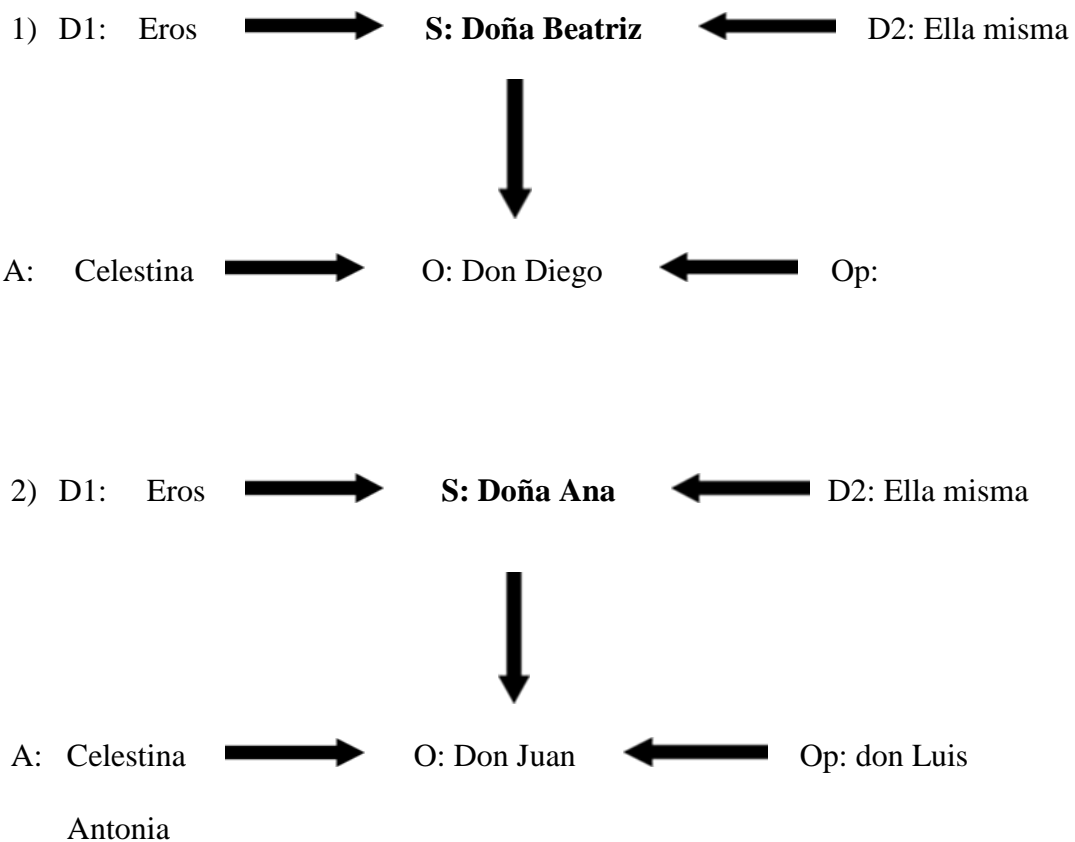 1) D1: Eros S: Doña Beatriz D2: Ella misma
A: Celestina O: Don Diego Op:
2) D1: Eros S: Doña Ana D2: Ella misma
A: Celestina O: Don Juan Op: don Luis
Antonia